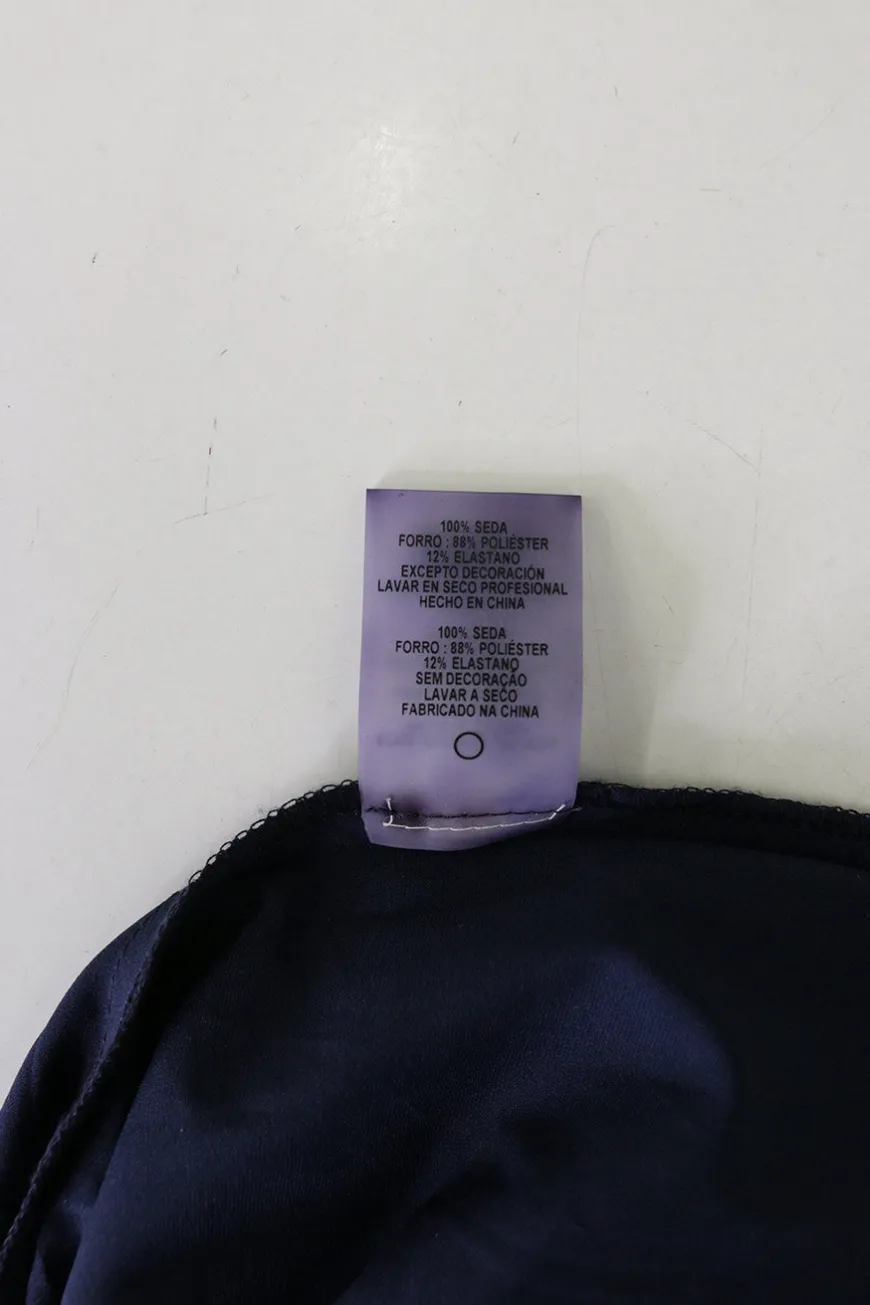 100% SEDA
FORRO : 88% POLIÉSTER
12% ELASTANO
EXCEPTO DECORACIÓN
LAVAR EN SECO PROFESIONAL
HECHO EN CHINA
100% SEDA
FORRO : 88% POLIÉSTER
12% ELASTANO
SEM DECORAÇÃO
LAVAR A SECO
FABRICADO NA CHINA